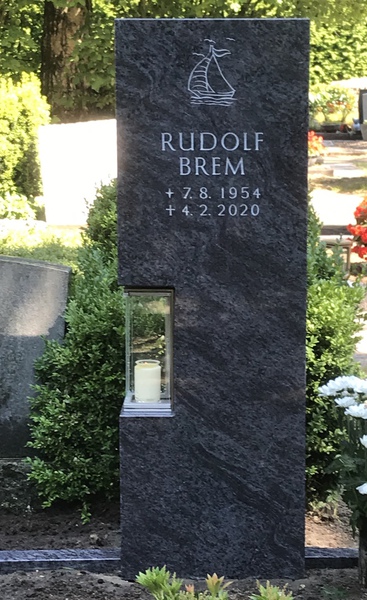 RUDOLF
BREM
+ 7. 8. 1954
+ 4. 2. 2020